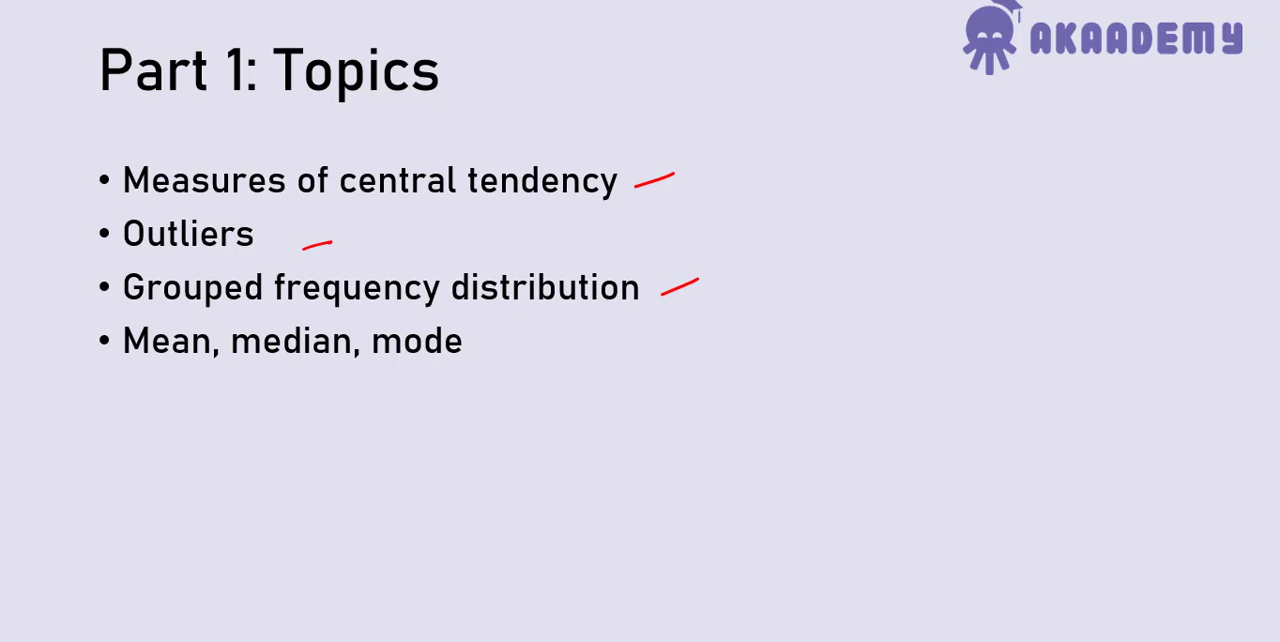 AKAADEMY
Part 1: Topics
• Measures of central tendency
• Outliers
• Grouped frequency distribution
• Mean, median, mode